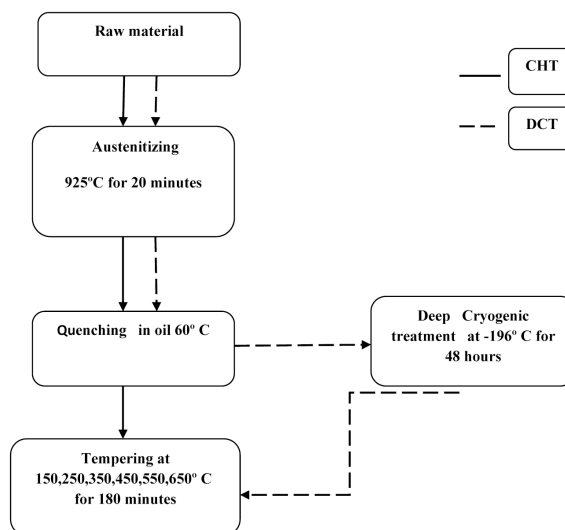 Raw material
CHT
DCT
Austenitizing
925ºC for 20 minutes
Quenching in oil 60º C
Deep Cryogenic
treatment at -196º C for
48 hours
Tempering at
150,250,350,450,550,650º C
for 180 minutes